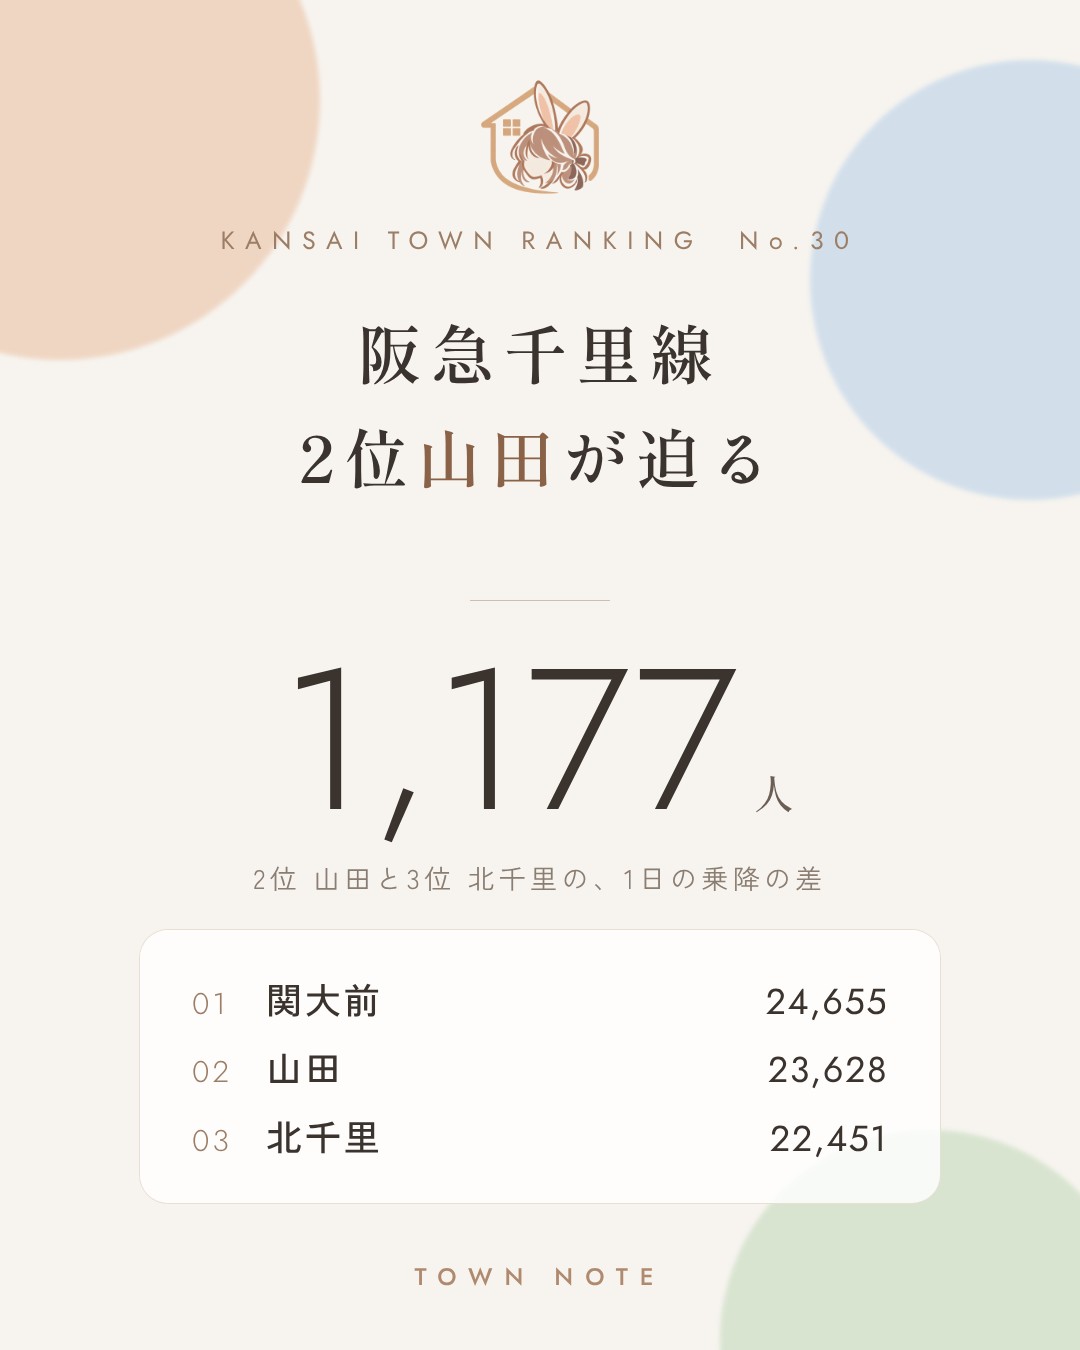 KANSAI TOWN RANKING No.30
阪急千里線
2位山田が迫る
1,177人
2位 山田と3位 北千里の、1日の乗降の差
01 関大前 24,655
02 山田 23,628
03 北千里 22,451
TOWN NOTE